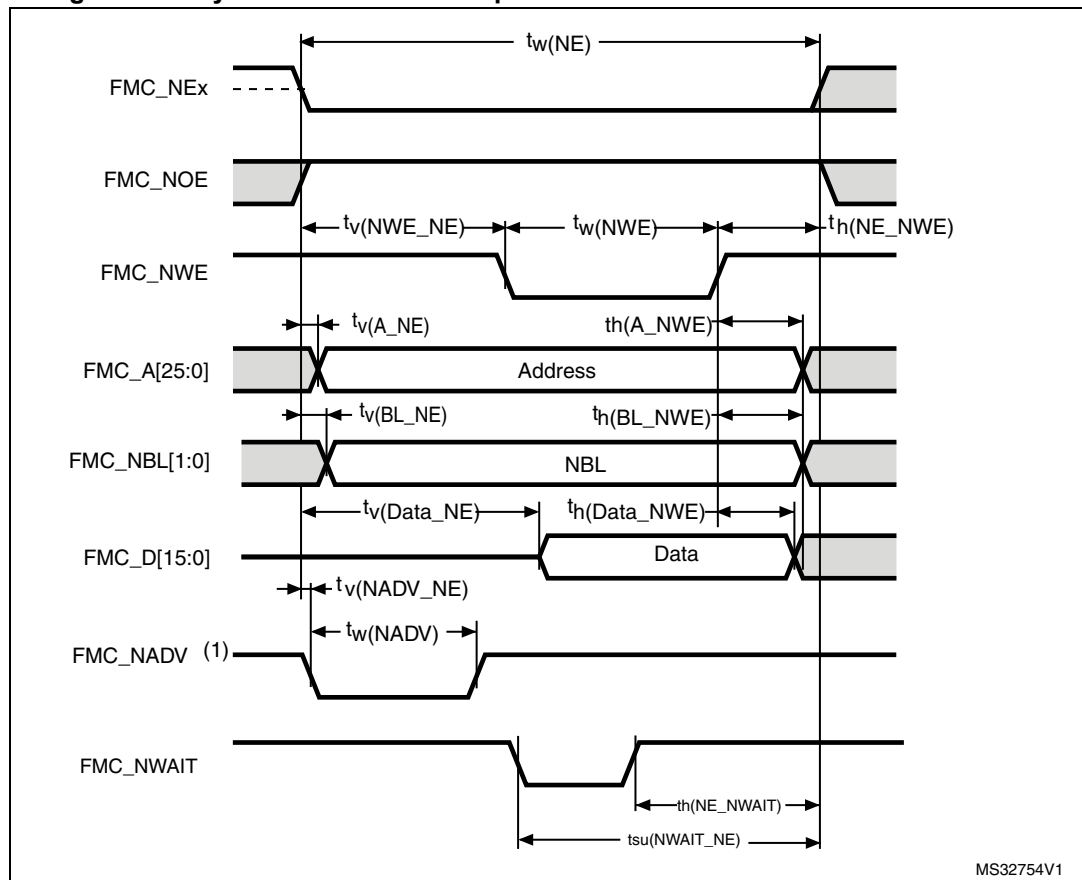 tw(NE)
FMC_NEx
FMC_NOE
tv(NWE_NE) tw(NWE) th(NE_NWE)
FMC_NWE
tv(A_NE) th(A_NWE)
FMC_A[25:0] Address
tv(BL_NE) th(BL_NWE)
FMC_NBL[1:0] NBL
tv(Data_NE) th(Data_NWE)
FMC_D[15:0] Data
tv(NADV_NE)
tw(NADV)
FMC_NADV (1)
FMC_NWAIT
th(NE_NWAIT)
tsu(NWAIT_NE)
MS32754V1